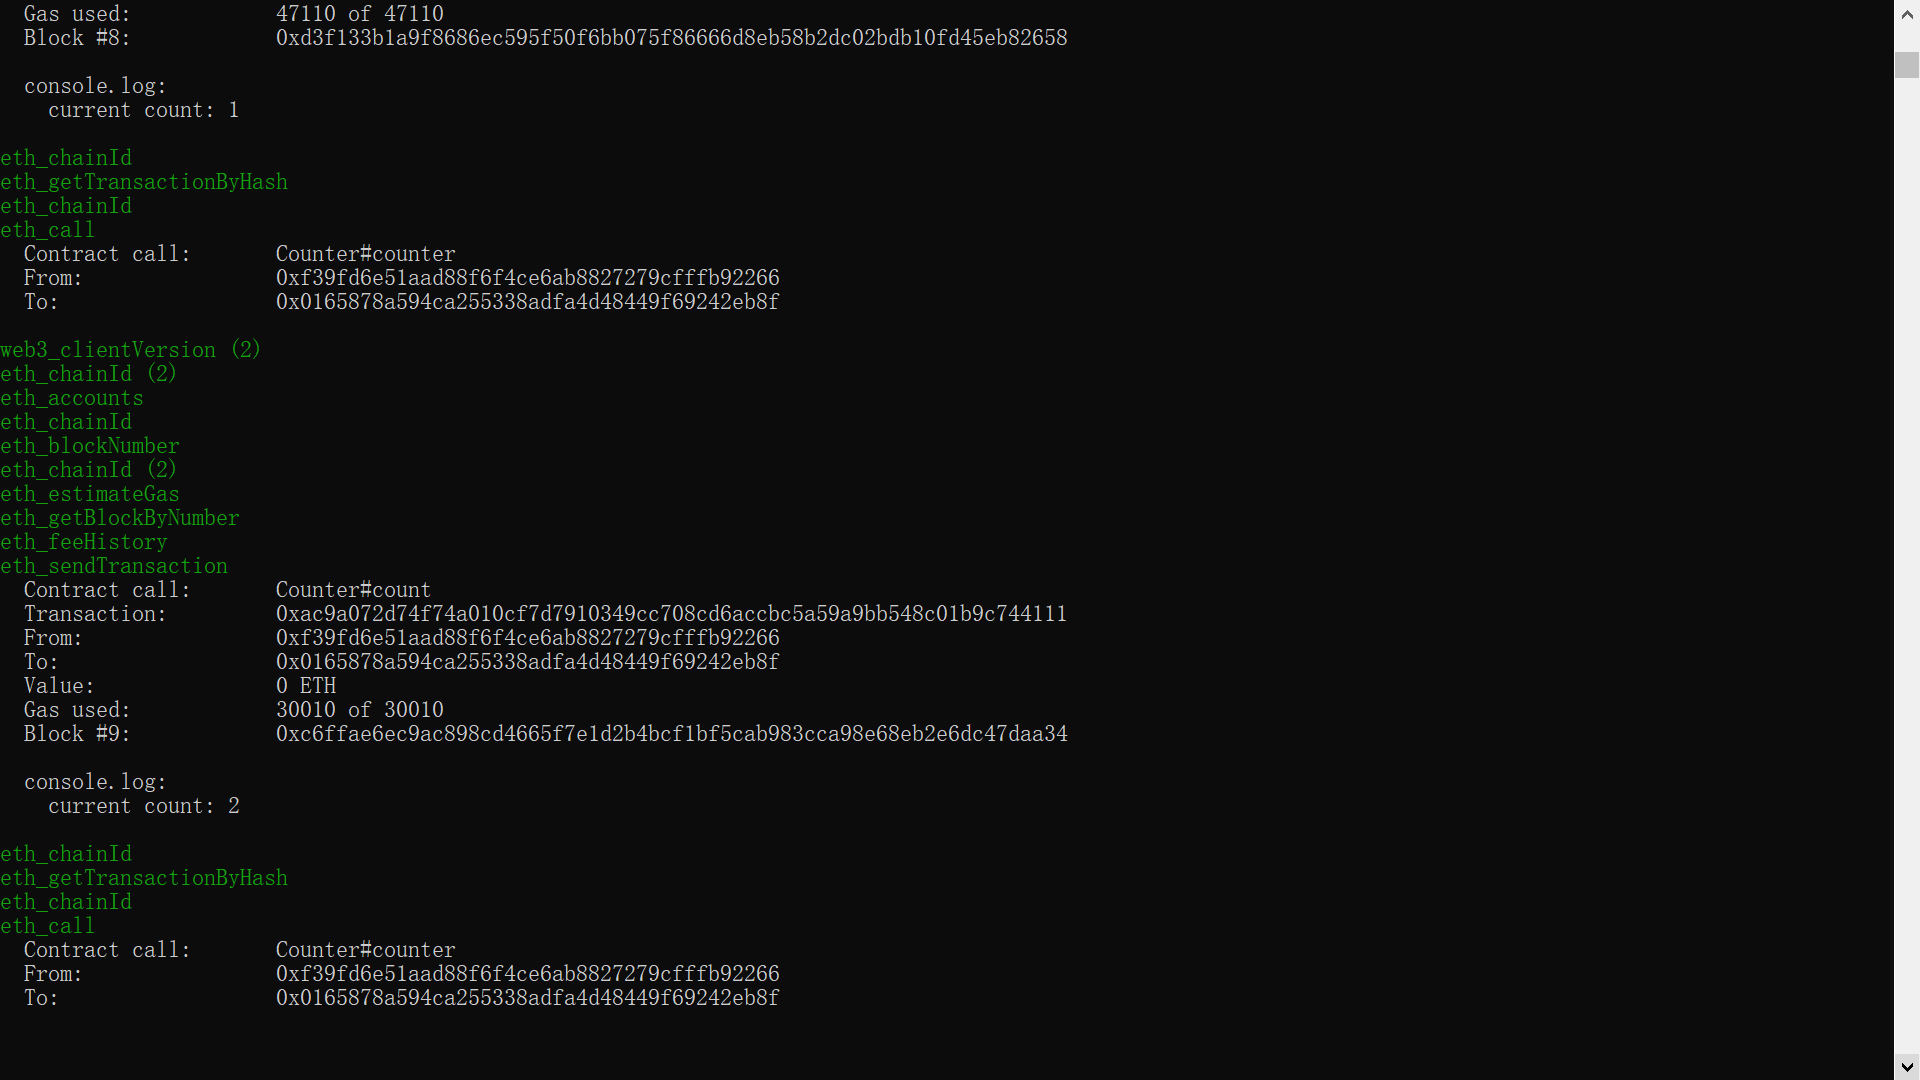 Gas used: 47110 of 47110
Block #8: 0xd3f133b1a9f8686ec595f50f6bb075f86666d8eb58b2dc02bdb10fd45eb82658
console.log:
current count: 1
eth_chainId
eth_getTransactionByHash
eth_chainId
eth_call
Contract call: Counter#counter
From: 0xf39fd6e51aad88f6f4ce6ab8827279cfffb92266
To: 0x0165878a594ca255338adfa4d48449f69242eb8f
web3_clientVersion (2)
eth_chainId (2)
eth_accounts
eth_chainId
eth_blockNumber
eth_chainId (2)
eth_estimateGas
eth_getBlockByNumber
eth_feeHistory
eth_sendTransaction
Contract call: Counter#count
Transaction: 0xac9a072d74f74a010cf7d7910349cc708cd6accbc5a59a9bb548c01b9c744111
From: 0xf39fd6e51aad88f6f4ce6ab8827279cfffb92266
To: 0x0165878a594ca255338adfa4d48449f69242eb8f
Value: 0 ETH
Gas used: 30010 of 30010
Block #9: 0xc6ffae6ec9ac898cd4665f7e1d2b4bcf1bf5cab983cca98e68eb2e6dc47daa34
console.log:
current count: 2
eth_chainId
eth_getTransactionByHash
eth_chainId
eth_call
Contract call: Counter#counter
From: 0xf39fd6e51aad88f6f4ce6ab8827279cfffb92266
To: 0x0165878a594ca255338adfa4d48449f69242eb8f